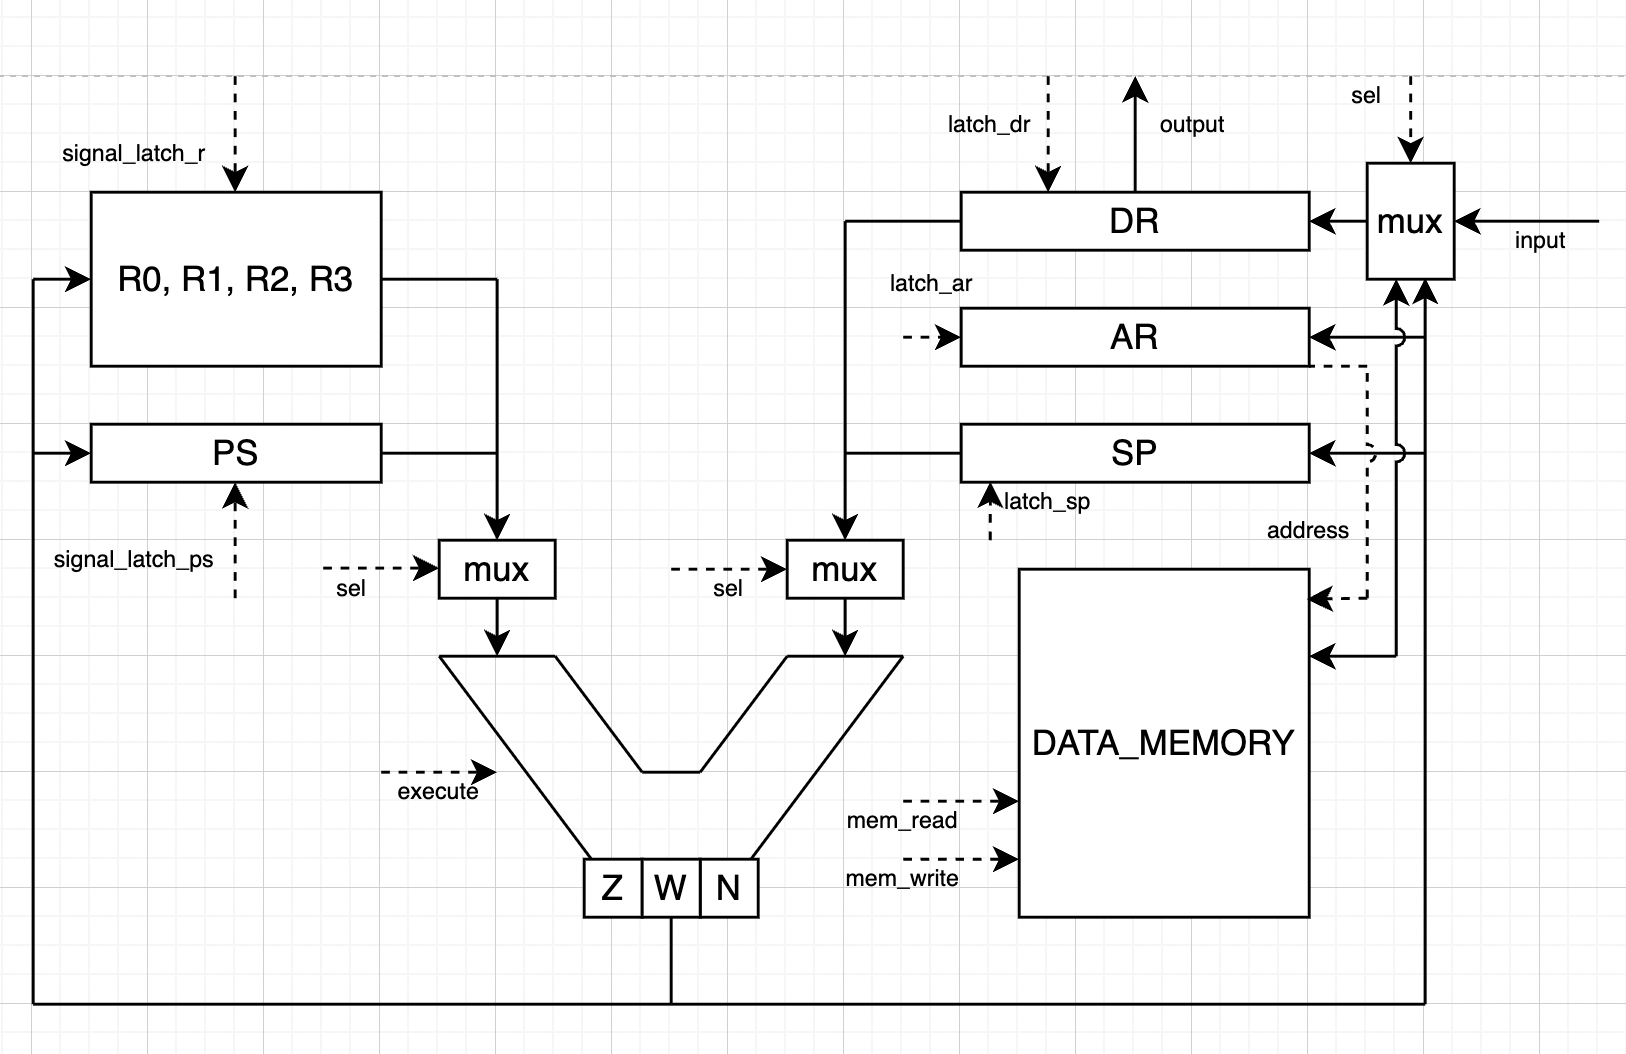 sel
latch_dr
output
signal_latch_r
DR
mux
input
R0, R1, R2, R3
latch_ar
AR
PS
SP
latch_sp
address
signal_latch_ps
sel
mux
sel
mux
DATA_MEMORY
execute
mem_read
mem_write
Z W N